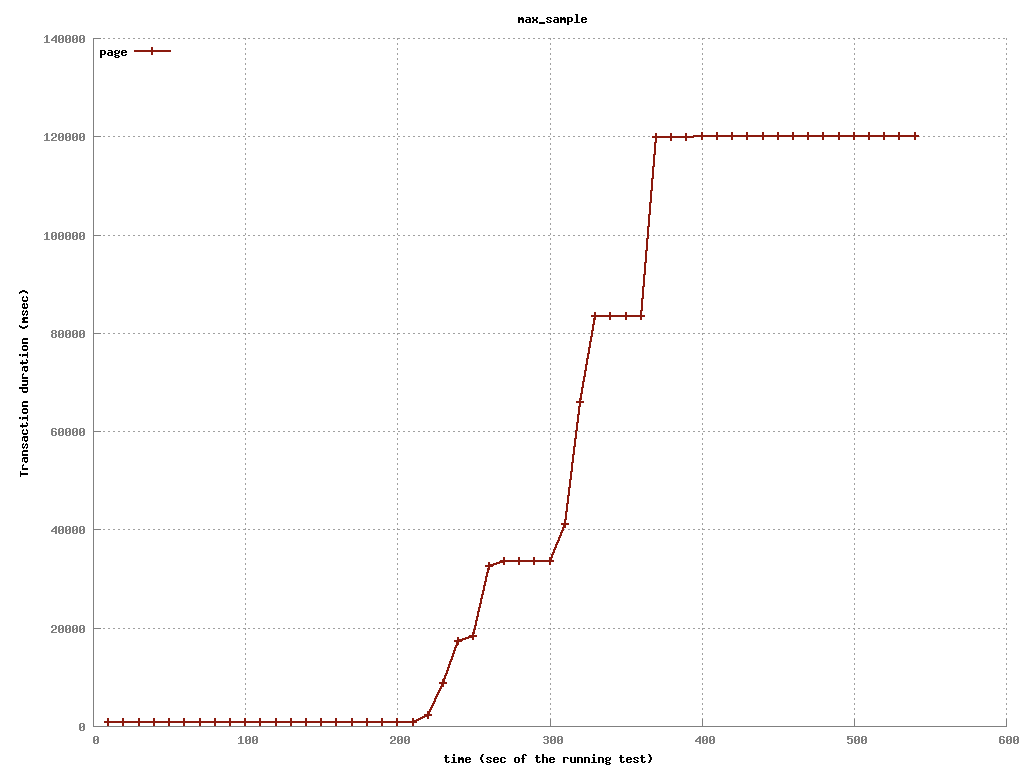 max_sample
140000
page
120000
100000
80000
60000
40000
20000
0
Transaction duration (msec)
0 100 200 300 400 500 600
time (sec of the running test)